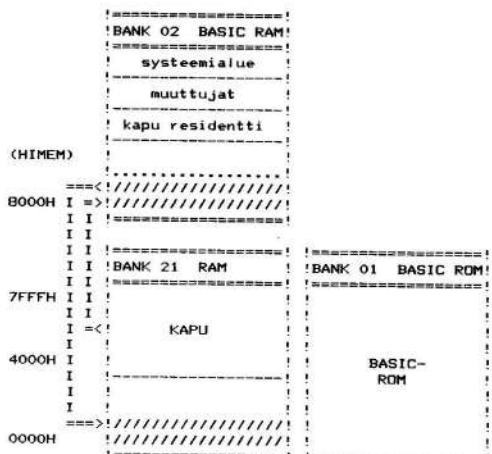 BANK 02 BASIC RAM
systeemialue
muuttujat
kapu residentti
(HIMEM)
8000H
BANK 21 RAM
BANK 01 BASIC ROM
7FFFH
KAPU
4000H
BASIC-
ROM
0000H